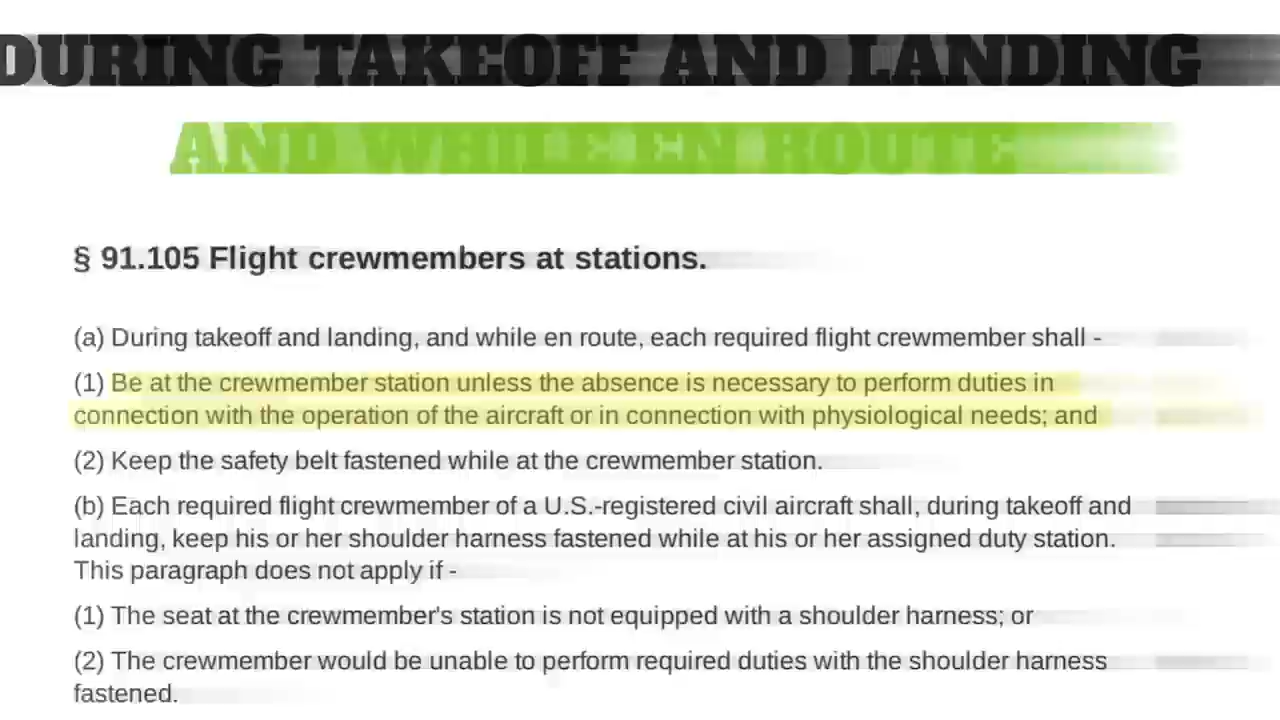 DURING TAKEOFF AND LANDING
AND WHILE EN ROUTE
§ 91.105 Flight crewmembers at stations.
(a) During takeoff and landing, and while en route, each required flight crewmember shall -
(1) Be at the crewmember station unless the absence is necessary to perform duties in
connection with the operation of the aircraft or in connection with physiological needs; and
(2) Keep the safety belt fastened while at the crewmember station.
(b) Each required flight crewmember of a U.S.-registered civil aircraft shall, during takeoff and
landing, keep his or her shoulder harness fastened while at his or her assigned duty station.
This paragraph does not apply if -
(1) The seat at the crewmember's station is not equipped with a shoulder harness; or
(2) The crewmember would be unable to perform required duties with the shoulder harness
fastened.